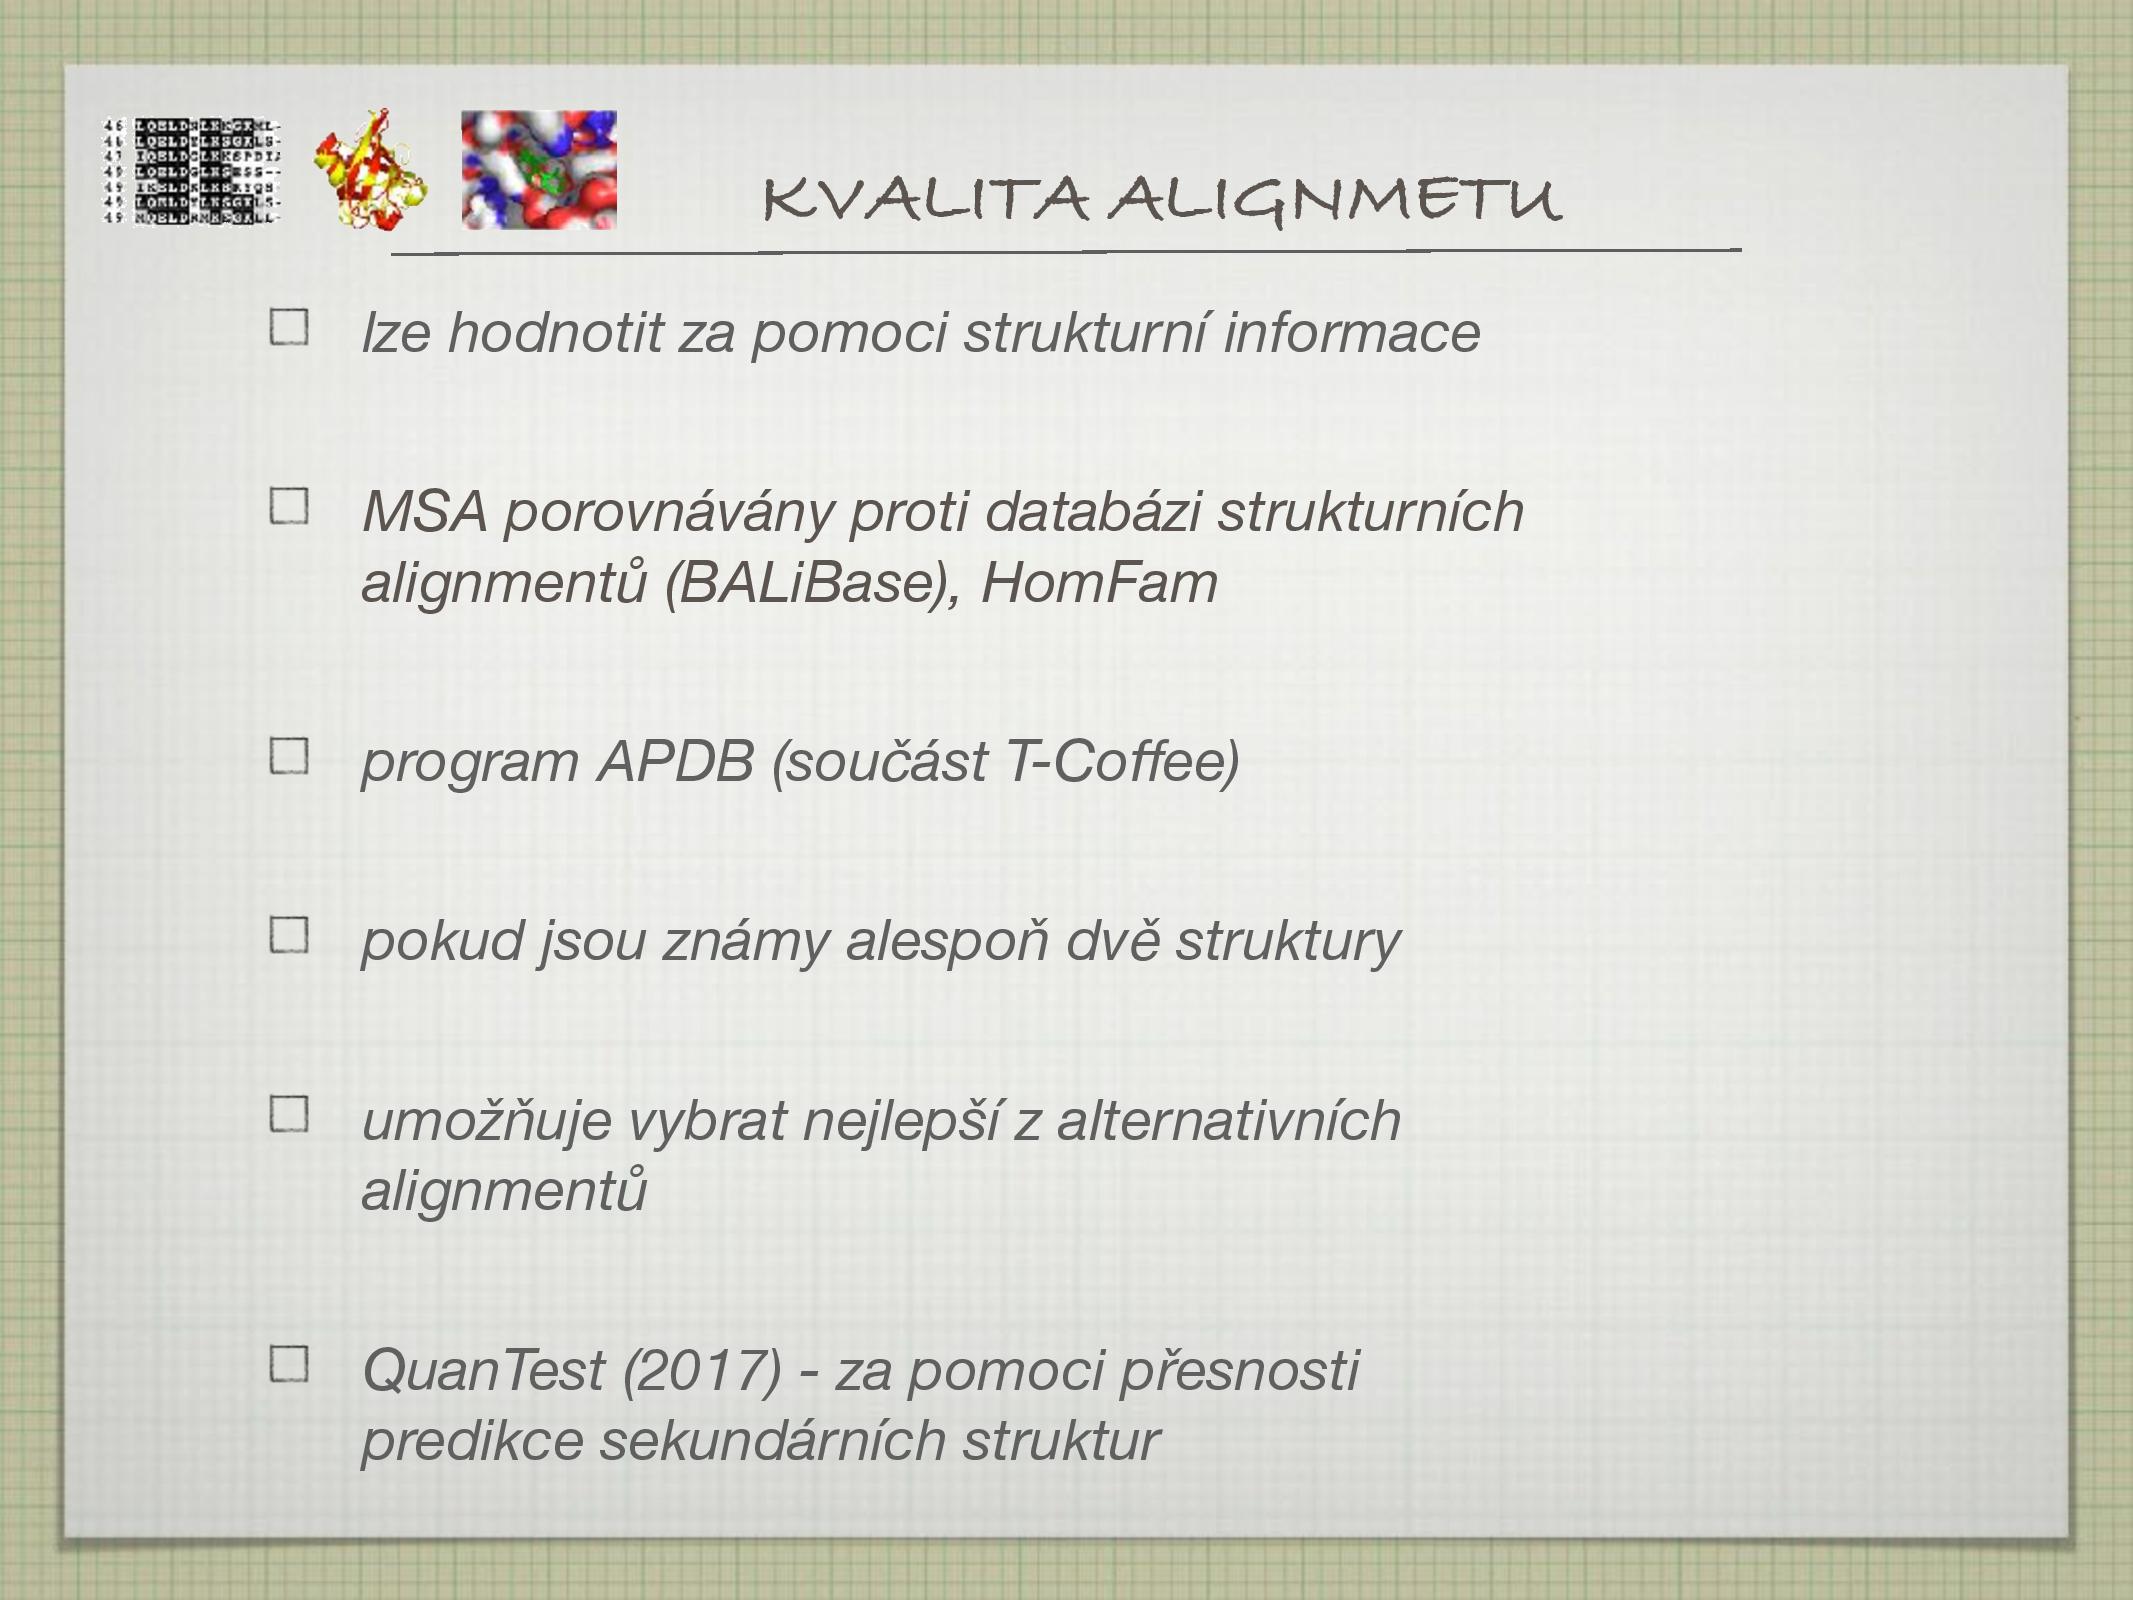 KVALITA ALIGNMETU
lze hodnotit za pomoci strukturní informace
MSA porovnávány proti databázi strukturních
alignmentů (BALiBase), HomFam
program APDB (součást T-Coffee)
pokud jsou známy alespoň dvě struktury
umožňuje vybrat nejlepší z alternativních
alignmentů
QuanTest (2017) - za pomoci přesnosti
predikce sekundárních struktur